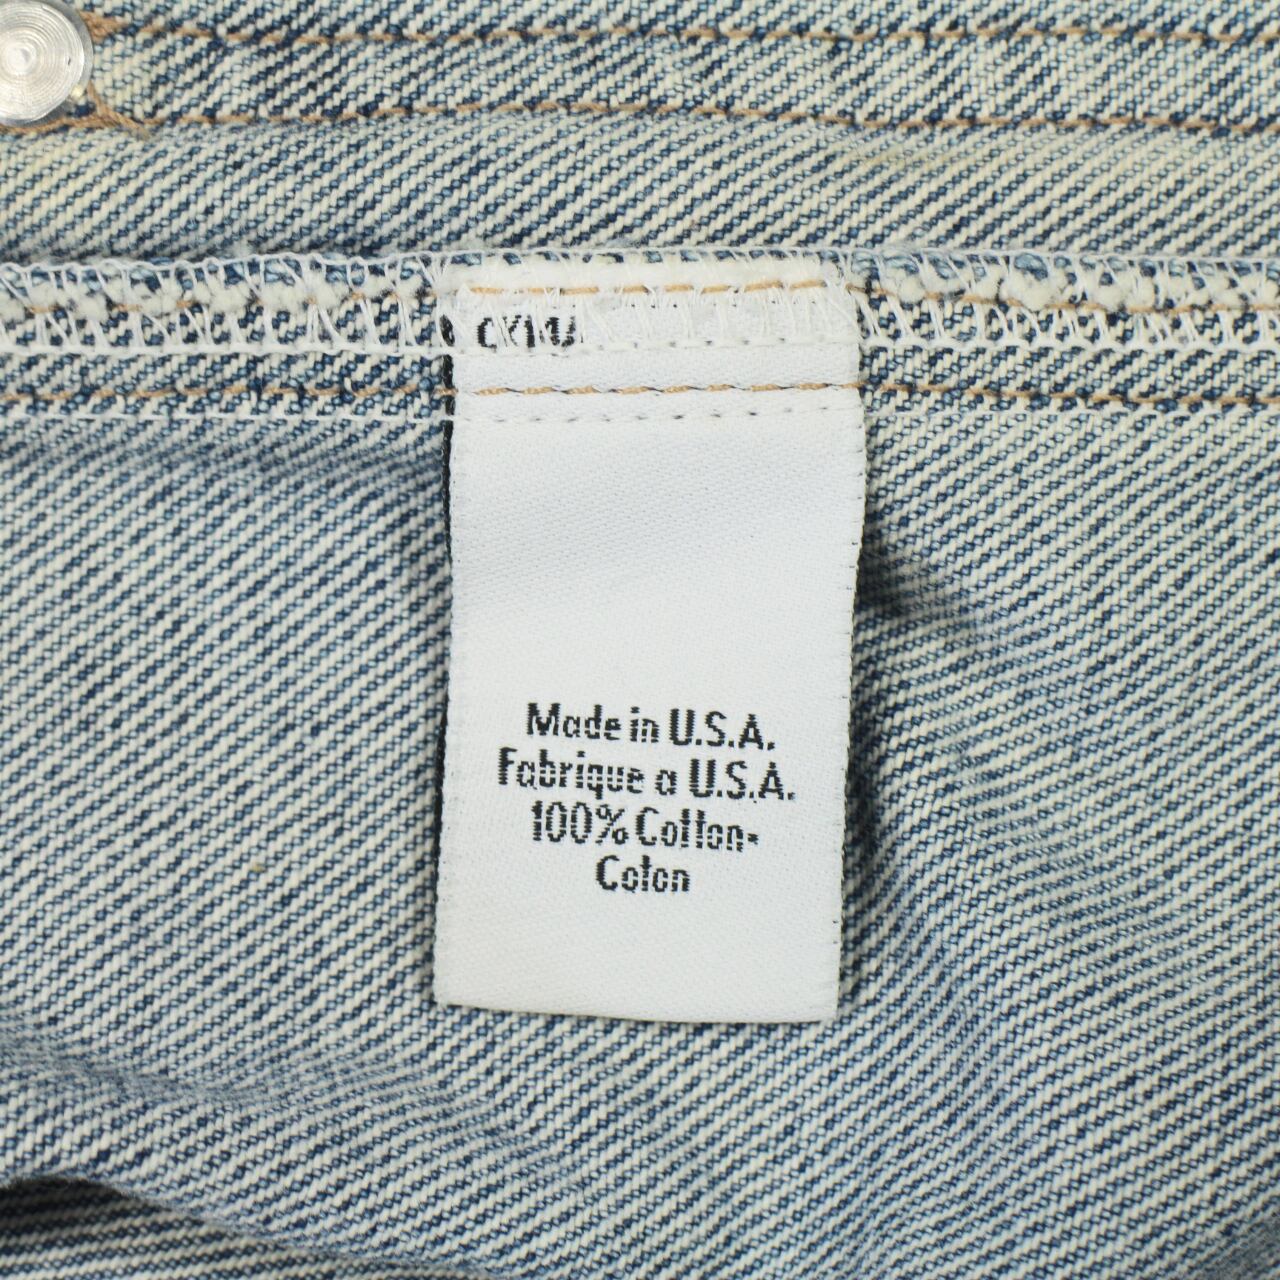 Made in U.S.A.
Fabrique a U.S.A.
100% Cotton-
Coton